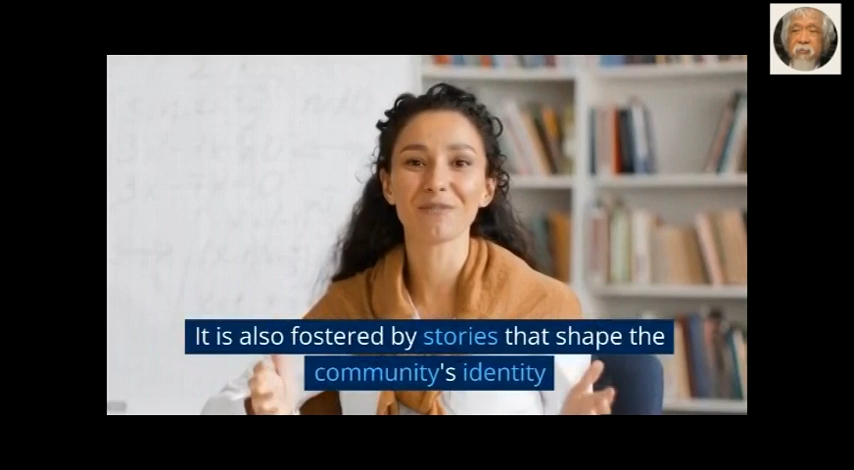 It is also fostered by stories that shape the
community's identity